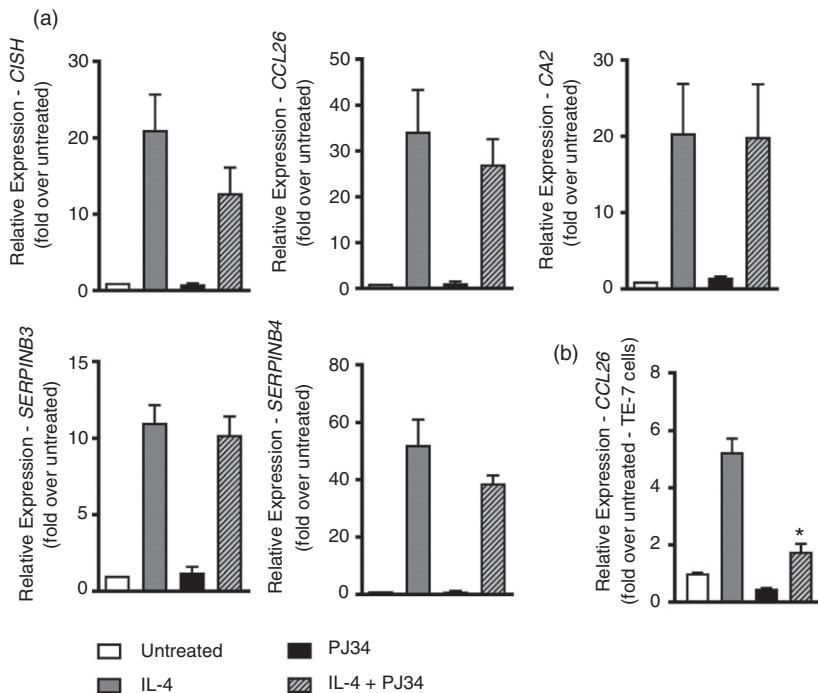 (a)
Relative Expression - CISH
(fold over untreated)
30
20
10
0
Relative Expression - CCL26
(fold over untreated)
50
40
30
20
10
0
Relative Expression - CA2
(fold over untreated)
30
20
10
0
Relative Expression - SERPINB3
(fold over untreated)
15
10
5
0
Relative Expression - SERPINB4
(fold over untreated)
80
60
40
20
0
(b)
Relative Expression - CCL26
(fold over untreated - TE-7 cells)
8
6
4
2
0
*
Untreated
PJ34
IL-4
IL-4 + PJ34